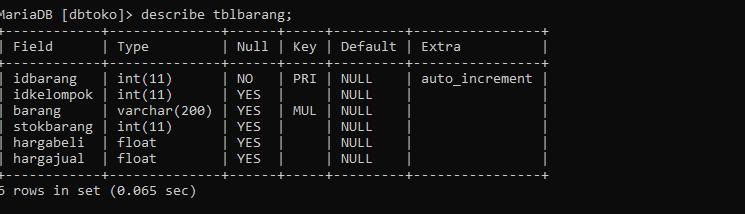 MariaDB [dbtoko]> describe tblbarang;
+------------+--------------+------+-----+---------+----------------+
| Field      | Type         | Null | Key | Default | Extra          |
+------------+--------------+------+-----+---------+----------------+
| idbarang   | int(11)      | NO   | PRI | NULL    | auto_increment |
| idkelompok | int(11)      | YES  |     | NULL    |                |
| barang     | varchar(200) | YES  | MUL | NULL    |                |
| stokbarang | int(11)      | YES  |     | NULL    |                |
| hargabeli  | float        | YES  |     | NULL    |                |
| hargajual  | float        | YES  |     | NULL    |                |
+------------+--------------+------+-----+---------+----------------+
6 rows in set (0.065 sec)